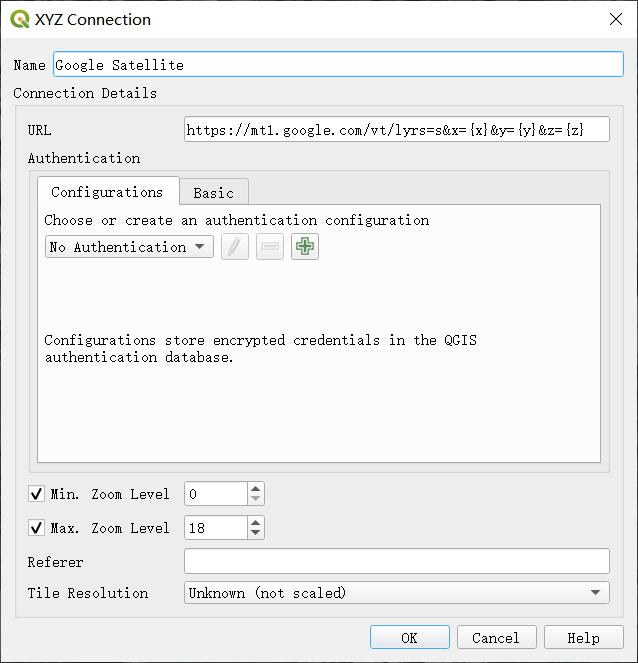 XYZ Connection
Name Google Satellite
Connection Details
URL https://mt1.google.com/vt/lyrs=s&x={x}&y={y}&z={z}
Authentication
Configurations Basic
Choose or create an authentication configuration
No Authentication
Configurations store encrypted credentials in the QGIS
authentication database.
Min. Zoom Level 0
Max. Zoom Level 18
Referer
Tile Resolution Unknown (not scaled)
OK Cancel Help